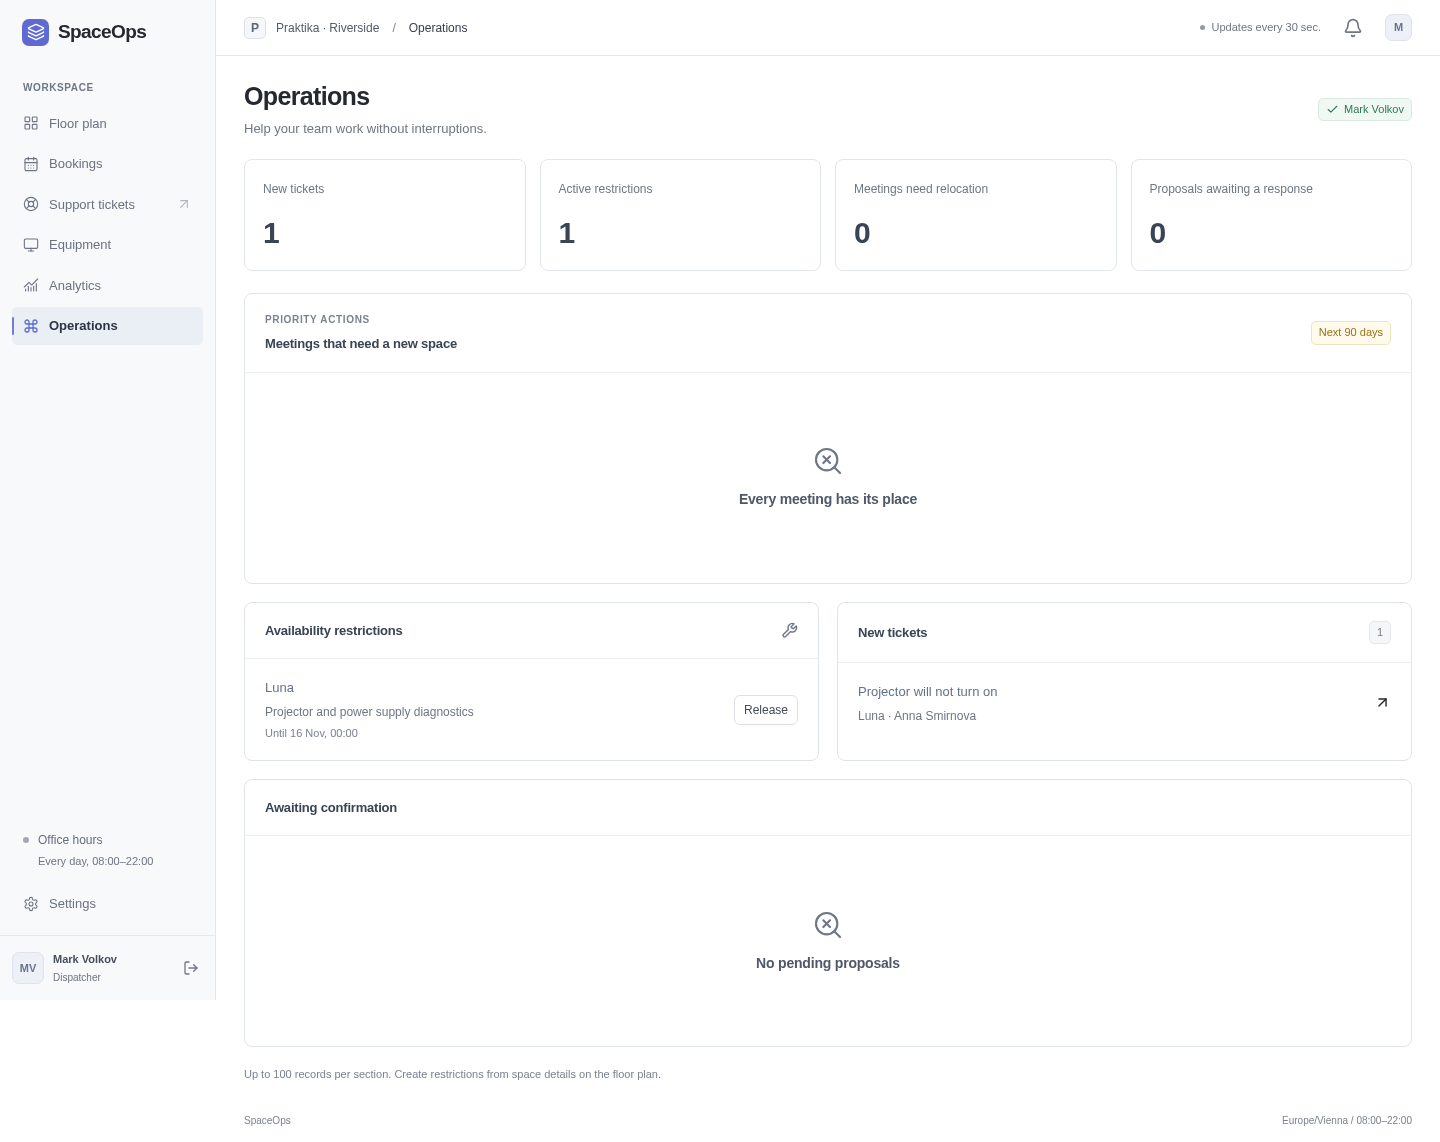 SpaceOps
WORKSPACE
Floor plan
Bookings
Support tickets
Equipment
Analytics
Operations
Office hours
Every day, 08:00–22:00
Settings
MV
Mark Volkov
Dispatcher
P
Praktika · Riverside / Operations
Updates every 30 sec.
M
Operations
Help your team work without interruptions.
Mark Volkov
New tickets
1
Active restrictions
1
Meetings need relocation
0
Proposals awaiting a response
0
PRIORITY ACTIONS
Meetings that need a new space
Next 90 days
Every meeting has its place
Availability restrictions
Luna
Projector and power supply diagnostics
Until 16 Nov, 00:00
Release
New tickets
1
Projector will not turn on
Luna · Anna Smirnova
Awaiting confirmation
No pending proposals
Up to 100 records per section. Create restrictions from space details on the floor plan.
SpaceOps
Europe/Vienna / 08:00–22:00